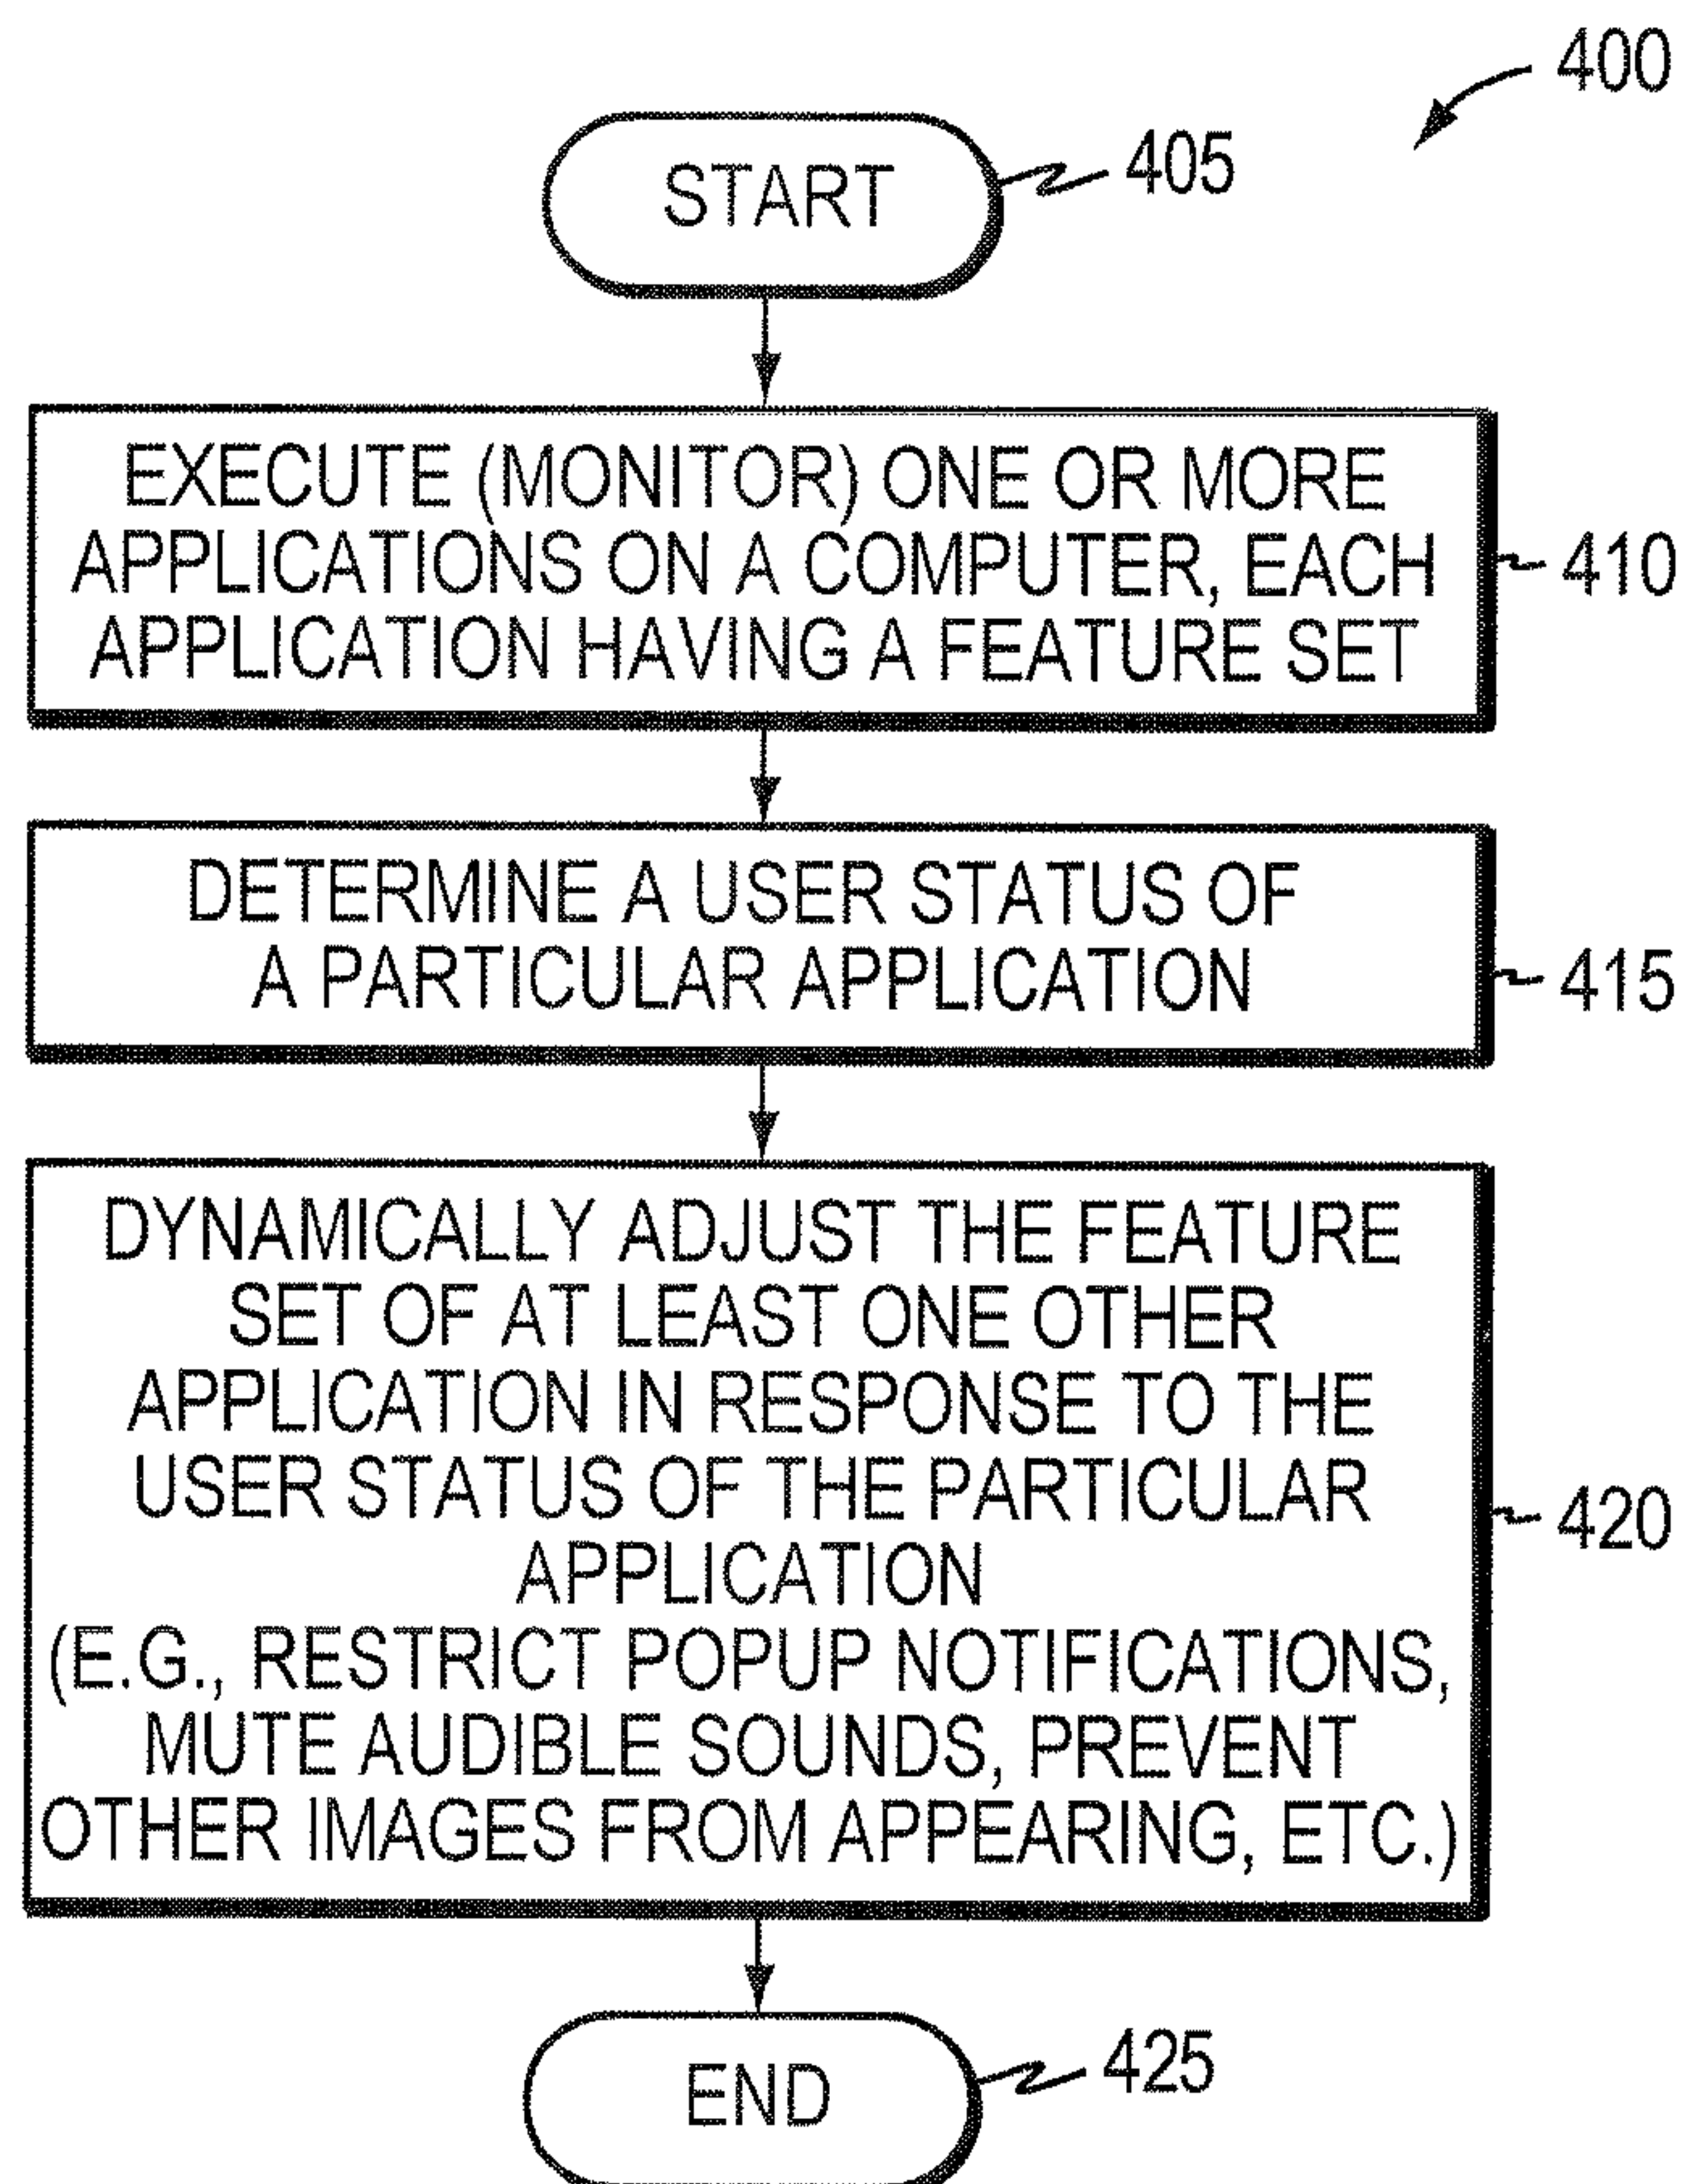 400
START
405
EXECUTE (MONITOR) ONE OR MORE
APPLICATIONS ON A COMPUTER, EACH
APPLICATION HAVING A FEATURE SET
410
DETERMINE A USER STATUS OF
A PARTICULAR APPLICATION
415
DYNAMICALLY ADJUST THE FEATURE
SET OF AT LEAST ONE OTHER
APPLICATION IN RESPONSE TO THE
USER STATUS OF THE PARTICULAR
APPLICATION
(E.G., RESTRICT POPUP NOTIFICATIONS,
MUTE AUDIBLE SOUNDS, PREVENT
OTHER IMAGES FROM APPEARING, ETC.)
420
END
425